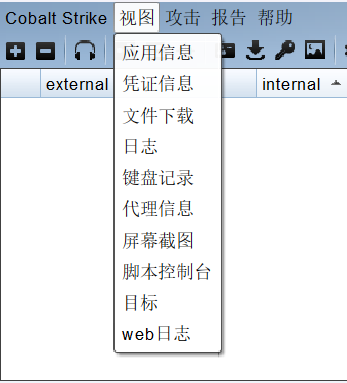 Cobalt Strike 视图 攻击 报告 帮助
external internal
应用信息
凭证信息
文件下载
日志
键盘记录
代理信息
屏幕截图
脚本控制台
目标
web日志